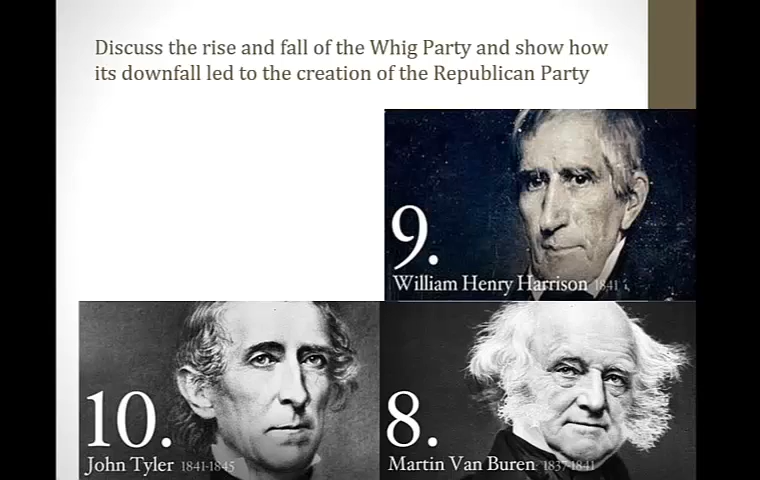 Discuss the rise and fall of the Whig Party and show how
its downfall led to the creation of the Republican Party
9.
William Henry Harrison 1841
10.
John Tyler 1841-1845
8.
Martin Van Buren 1837-1841